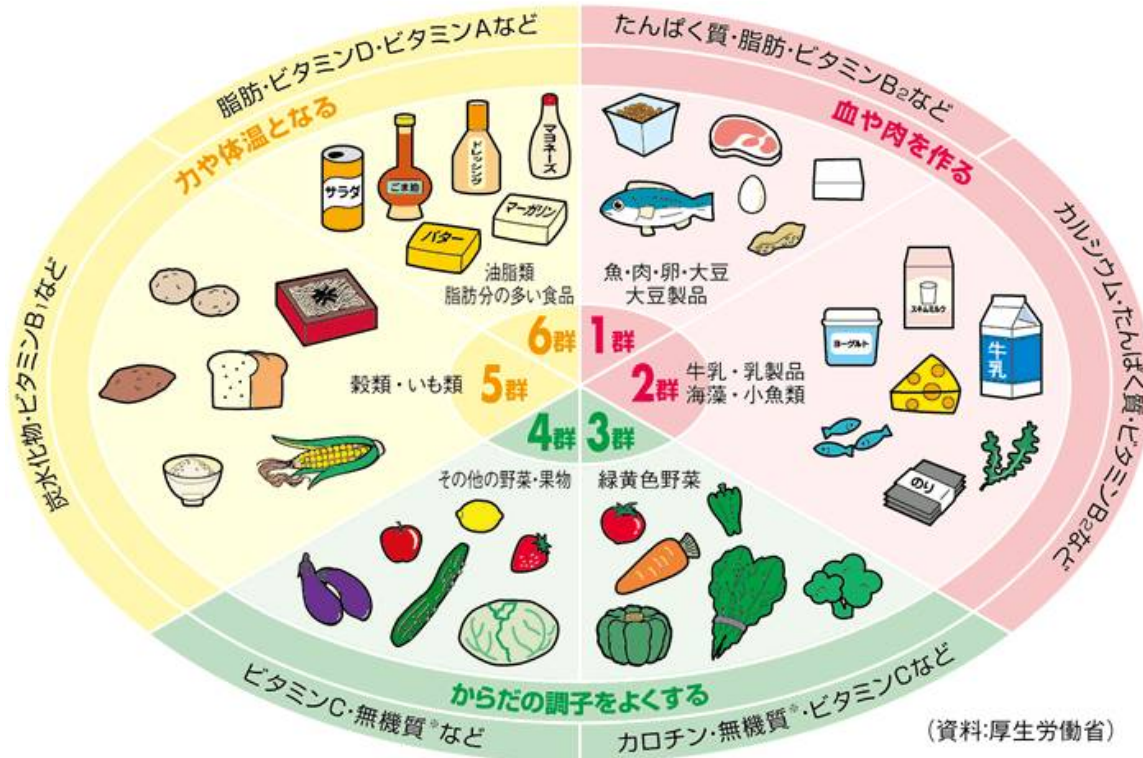 脂肪・ビタミンD・ビタミンAなど
たんぱく質・脂肪・ビタミンB₂など
力や体温となる
血や肉を作る
サラダ
ごま油
ドレッシング
マヨネーズ
バター
マーガリン
油脂類
脂肪分の多い食品
魚・肉・卵・大豆
大豆製品
カルシウム・たんぱく質・ビタミンB₂など
炭水化物・ビタミンB₁など
スキムミルク
ヨーグルト
牛乳
のり
6群
1群
穀類・いも類
5群
2群
牛乳・乳製品
海藻・小魚類
4群
3群
その他の野菜・果物
緑黄色野菜
からだの調子をよくする
ビタミンC・無機質※など
カロチン・無機質※・ビタミンCなど
(資料:厚生労働省)